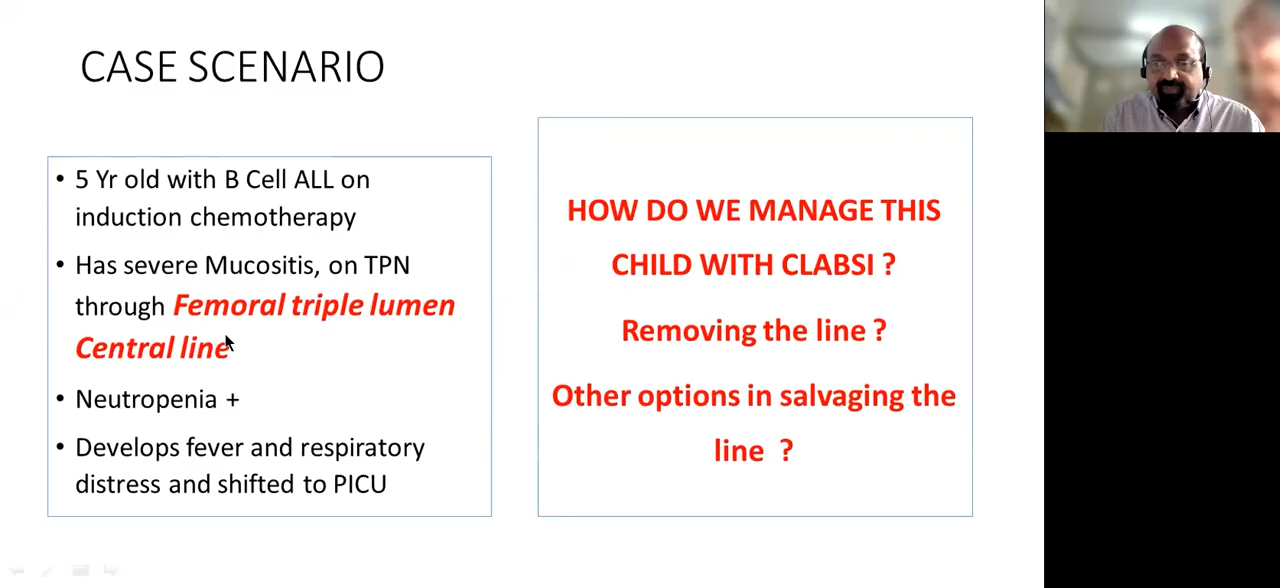 CASE SCENARIO
• 5 Yr old with B Cell ALL on
induction chemotherapy
• Has severe Mucositis, on TPN
through Femoral triple lumen
Central line
• Neutropenia +
• Develops fever and respiratory
distress and shifted to PICU
HOW DO WE MANAGE THIS
CHILD WITH CLABSI ?
Removing the line ?
Other options in salvaging the
line ?